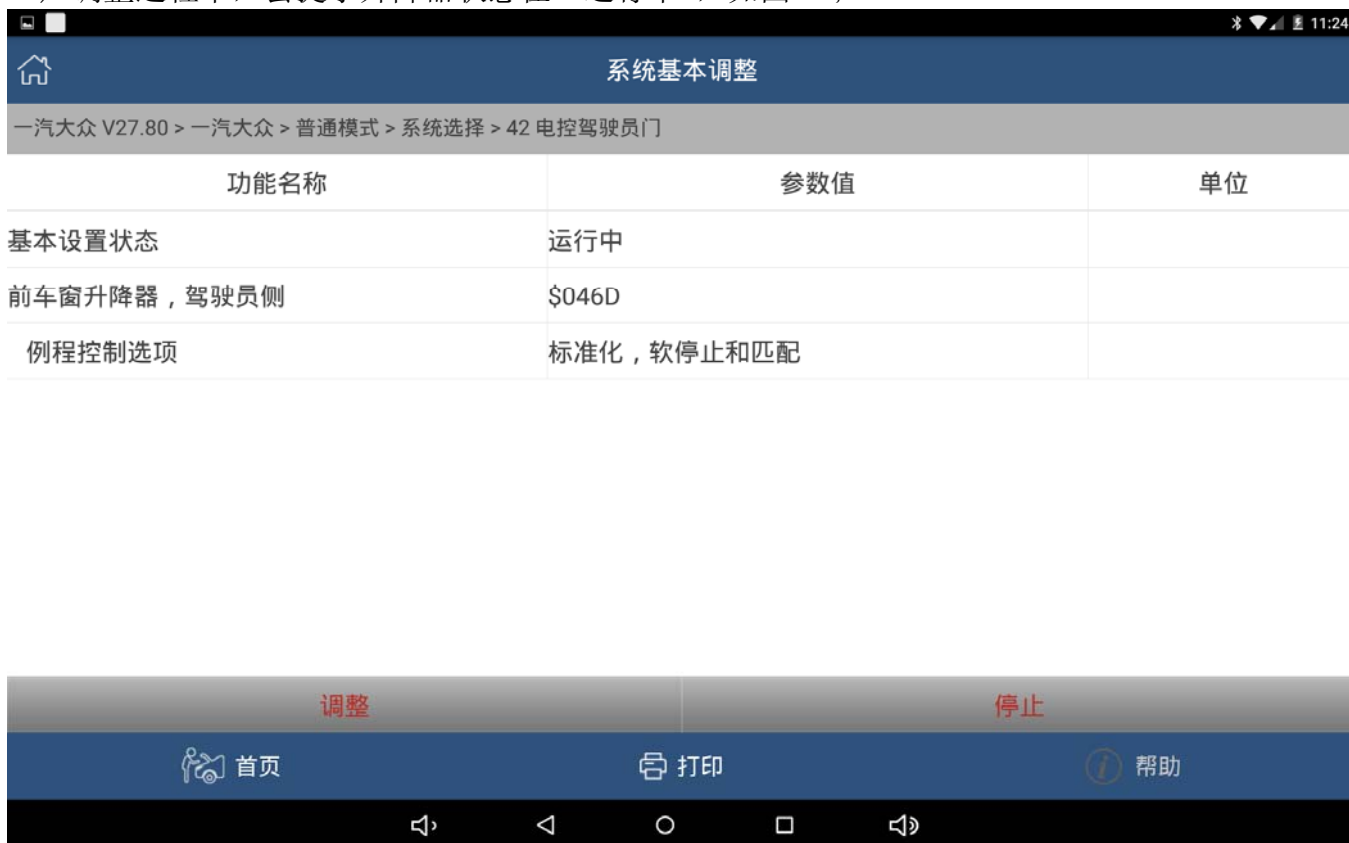 11:24
系统基本调整
一汽大众 V27.80 > 一汽大众 > 普通模式 > 系统选择 > 42 电控驾驶员门
功能名称 参数值 单位
基本设置状态 运行中
前车窗升降器，驾驶员侧 $046D
例程控制选项 标准化，软停止和匹配
调整 停止
首页 打印 帮助